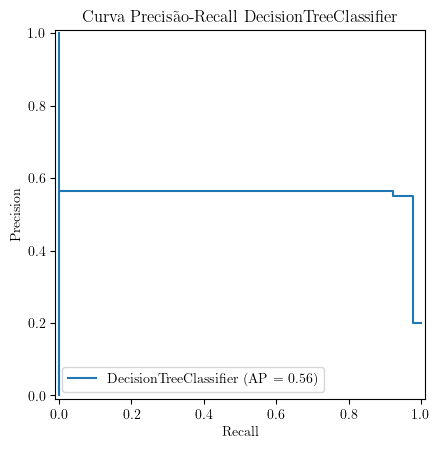 Curva Precisão-Recall DecisionTreeClassifier
1.0
0.8
0.6
Precision
0.4
0.2
0.0
DecisionTreeClassifier (AP = 0.56)
0.0 0.2 0.4 0.6 0.8 1.0
Recall